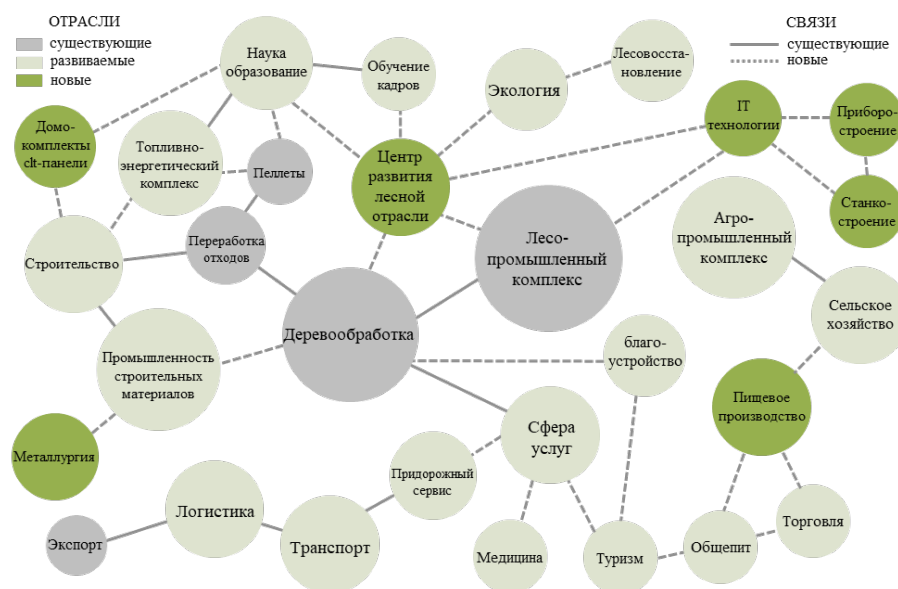 ОТРАСЛИ
существующие
развиваемые
новые
СВЯЗИ
существующие
новые
Наука
образование
Обучение
кадров
Экология
Лесовосста-
новление
IT
технологии
Приборо-
строение
Домо-
комплекты
clt-панели
Топливно-
энергетический
комплекс
Пеллеты
Центр
развития
лесной
отрасли
Станко-
строение
Строительство
Переработка
отходов
Лесо-
промышленный
комплекс
Агро-
промышленный
комплекс
Сельское
хозяйство
Деревообработка
благо-
устройство
Промышленность
строительных
материалов
Пищевое
производство
Металлургия
Сфера
услуг
Придорожный
сервис
Логистика
Экспорт
Транспорт
Медицина
Туризм
Общепит
Торговля